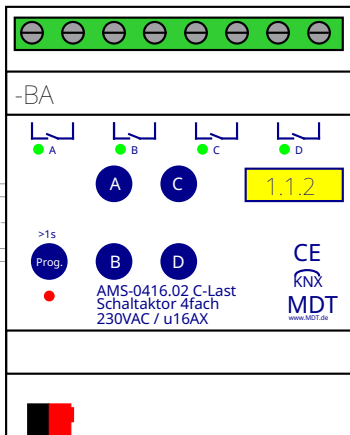 -BA
A B C D
A C 1.1.2
>1s
Prog. B D
CE
KNX
AMS-0416.02 C-Last
Schaltaktor 4fach
230VAC / u16AX
MDT
www.MDT.de